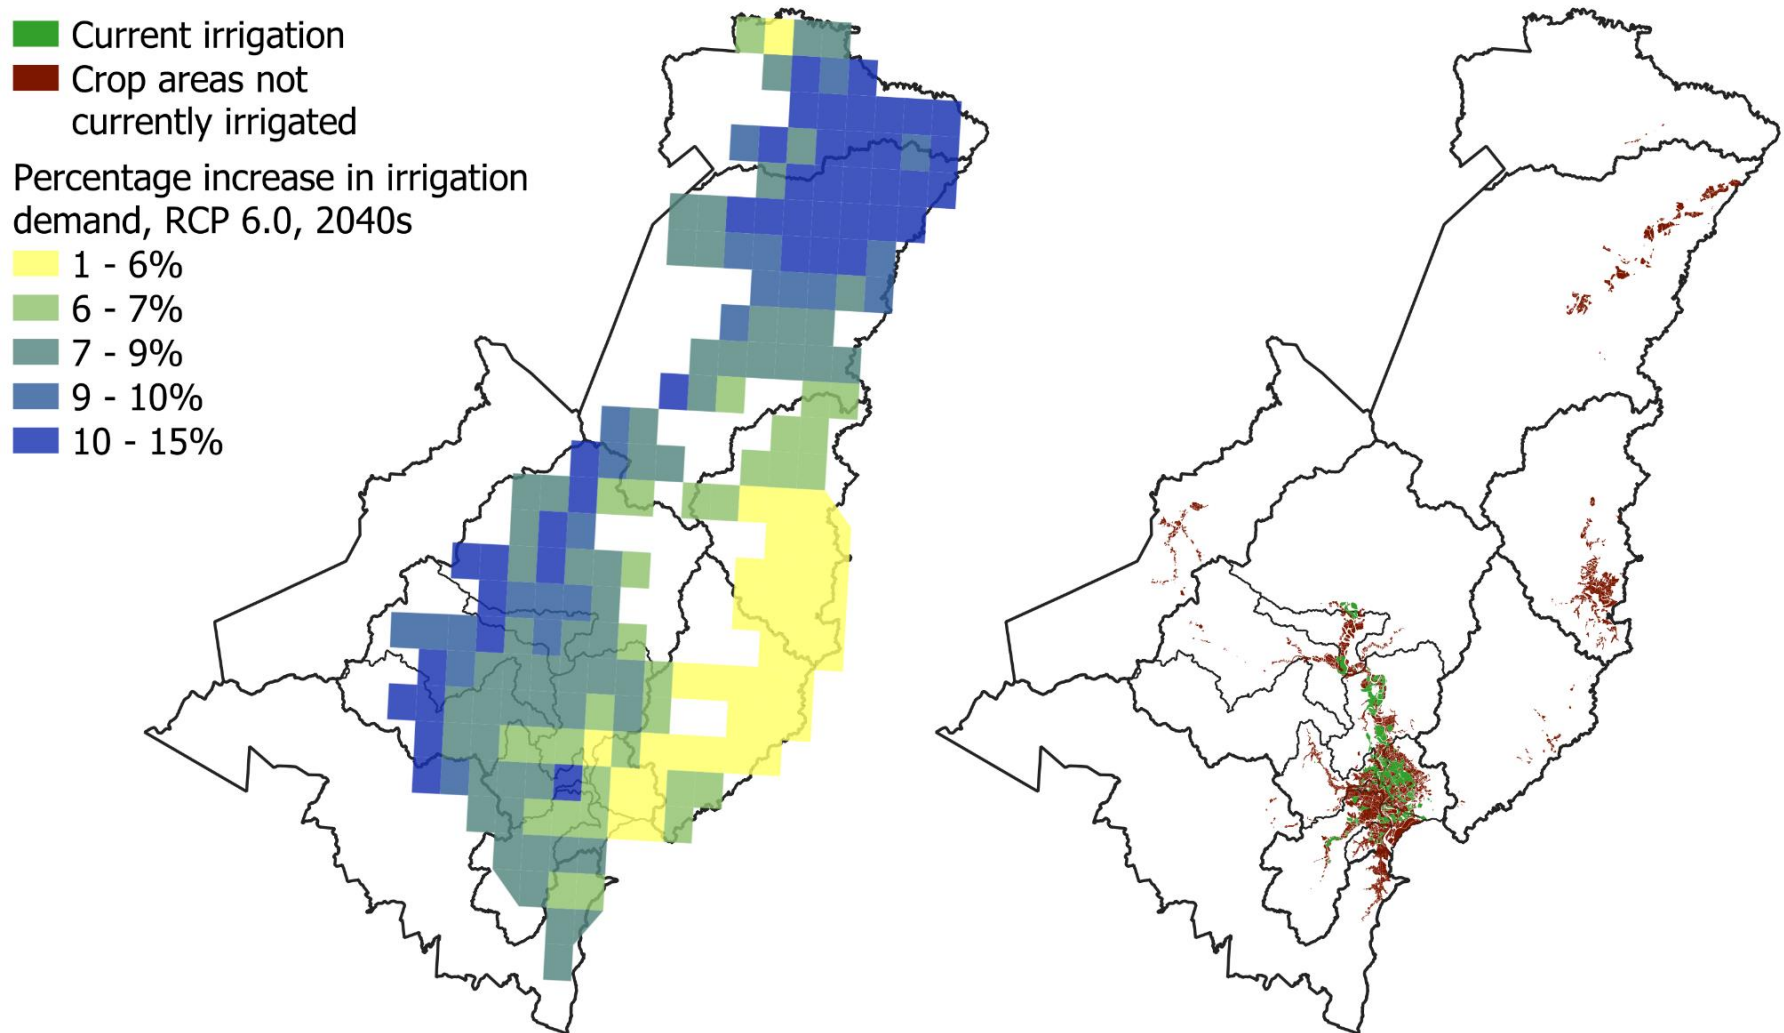 Current irrigation
Crop areas not
currently irrigated
Percentage increase in irrigation
demand, RCP 6.0, 2040s
1 - 6%
6 - 7%
7 - 9%
9 - 10%
10 - 15%